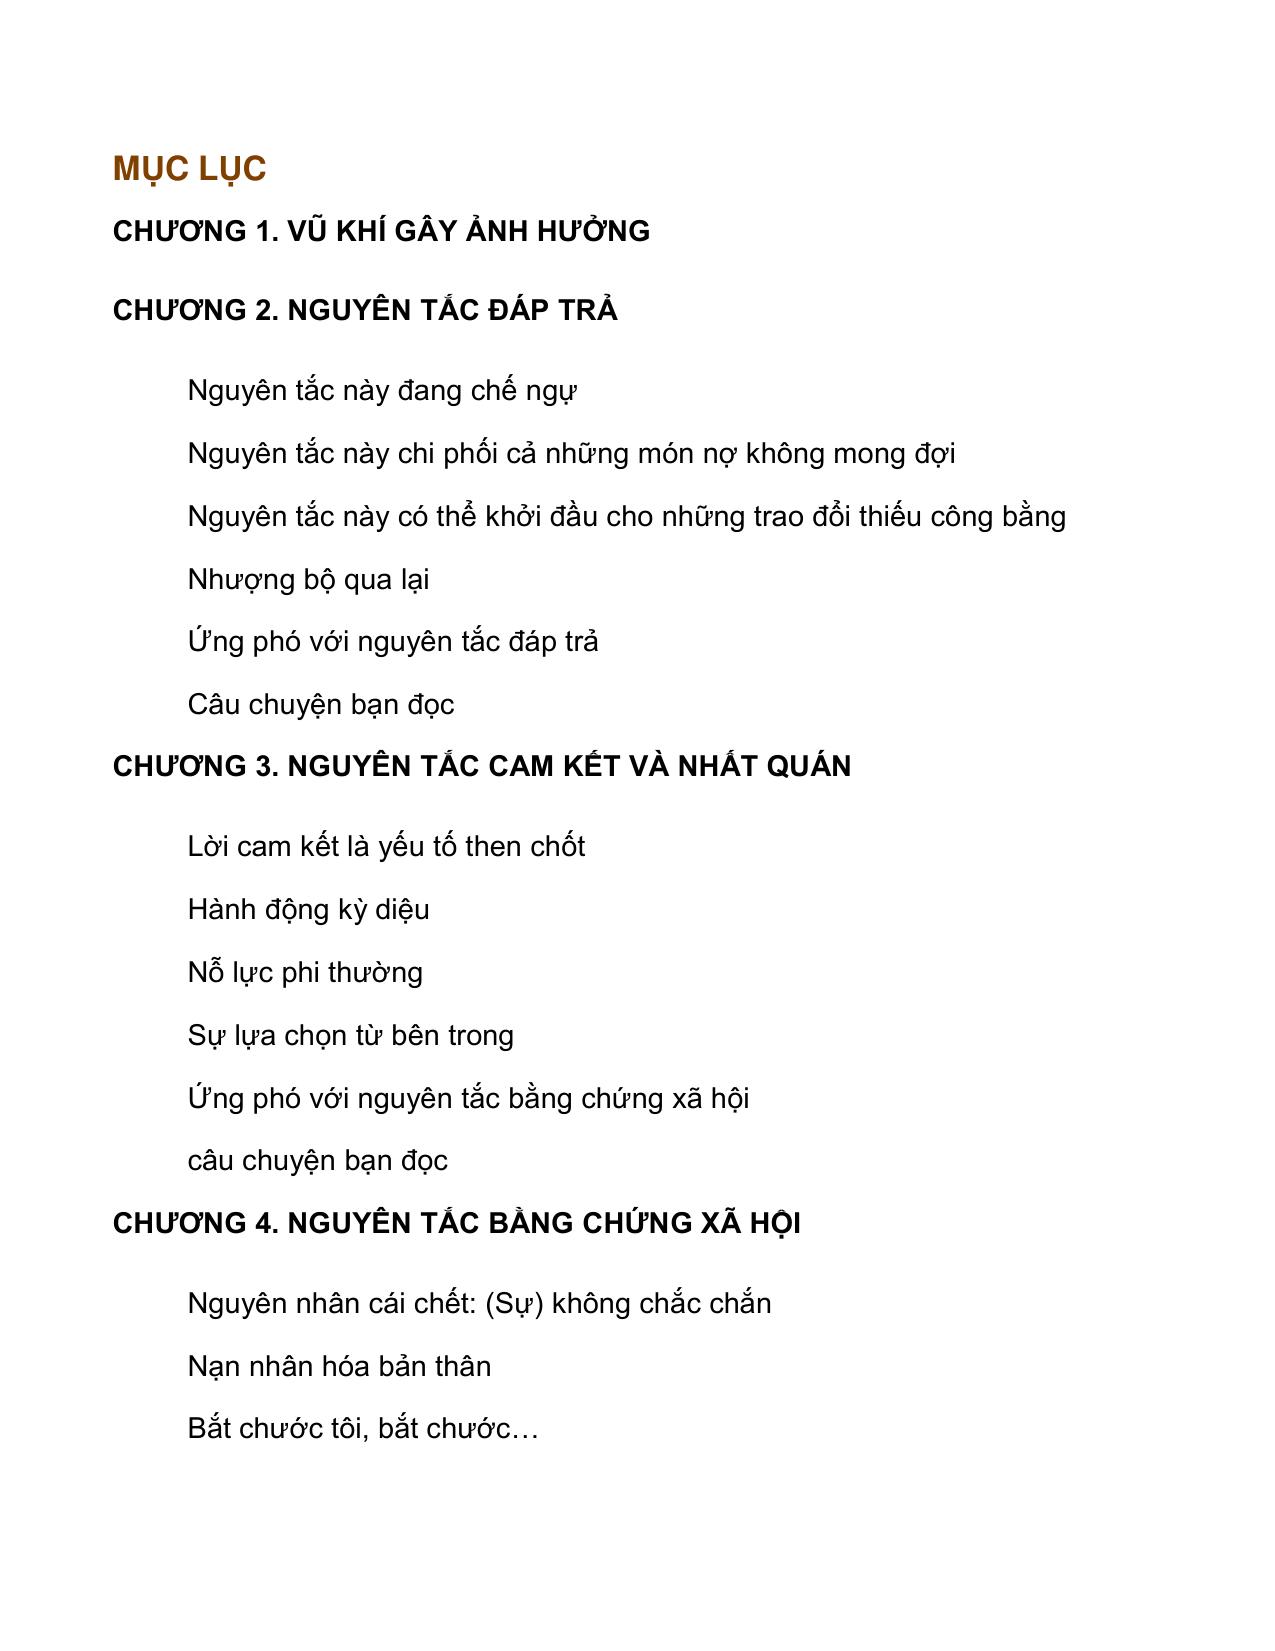 MỤC LỤC
CHƯƠNG 1. VŨ KHÍ GÂY ẢNH HƯỞNG
CHƯƠNG 2. NGUYÊN TẮC ĐÁP TRẢ
Nguyên tắc này đang chế ngự
Nguyên tắc này chi phối cả những món nợ không mong đợi
Nguyên tắc này có thể khởi đầu cho những trao đổi thiếu công bằng
Nhượng bộ qua lại
Ứng phó với nguyên tắc đáp trả
Câu chuyện bạn đọc
CHƯƠNG 3. NGUYÊN TẮC CAM KẾT VÀ NHẤT QUÁN
Lời cam kết là yếu tố then chốt
Hành động kỳ diệu
Nỗ lực phi thường
Sự lựa chọn từ bên trong
Ứng phó với nguyên tắc bằng chứng xã hội
câu chuyện bạn đọc
CHƯƠNG 4. NGUYÊN TẮC BẰNG CHỨNG XÃ HỘI
Nguyên nhân cái chết: (Sự) không chắc chắn
Nạn nhân hóa bản thân
Bắt chước tôi, bắt chước…